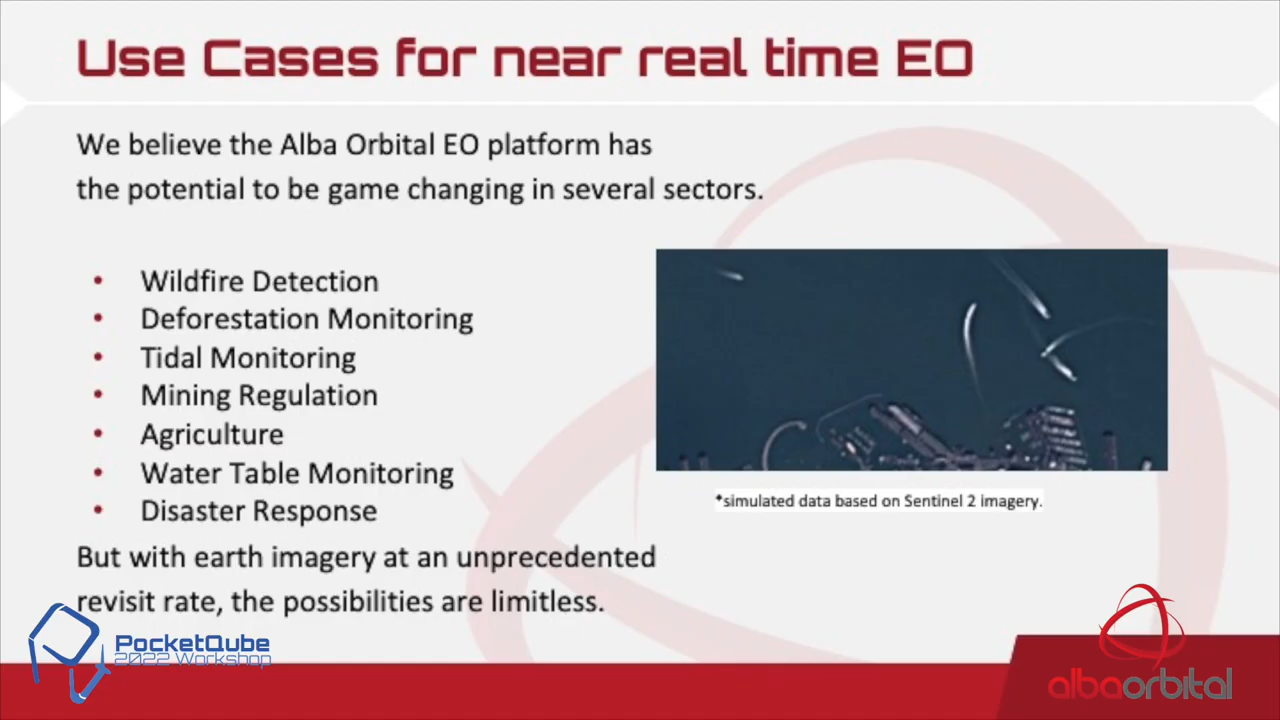 Use Cases for near real time EO
We believe the Alba Orbital EO platform has
the potential to be game changing in several sectors.
• Wildfire Detection
• Deforestation Monitoring
• Tidal Monitoring
• Mining Regulation
• Agriculture
• Water Table Monitoring
• Disaster Response
*simulated data based on Sentinel 2 imagery.
But with earth imagery at an unprecedented
revisit rate, the possibilities are limitless.
PocketQube
2022 Workshop
albaorbital